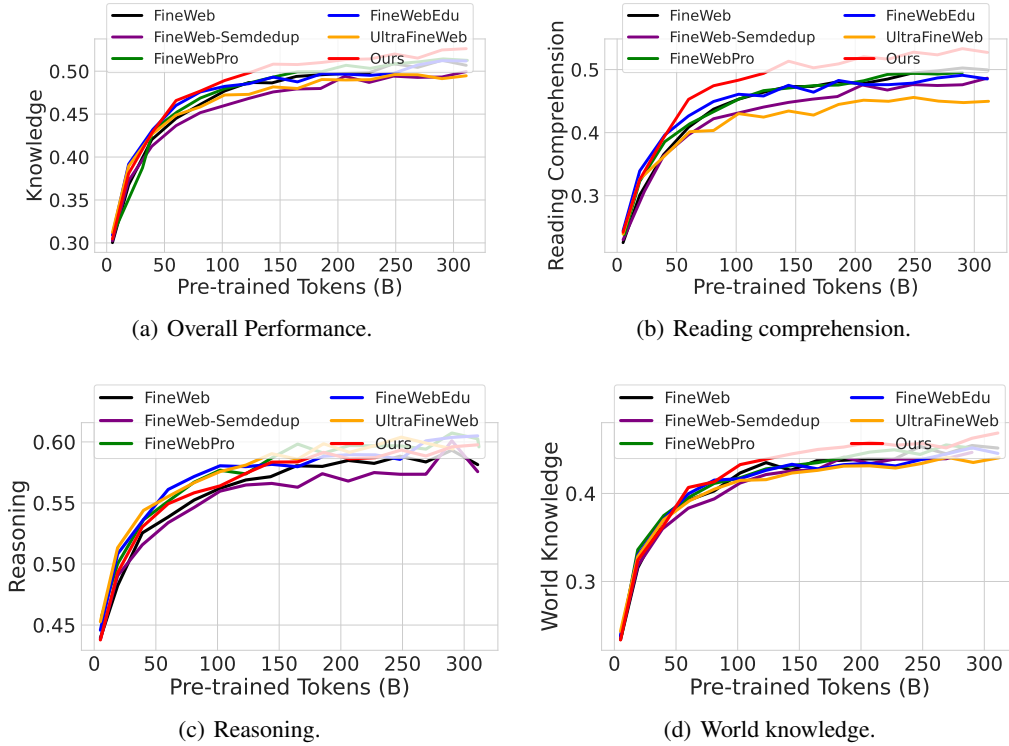 FineWeb FineWebEdu
FineWeb-Semdedup UltraFineWeb
FineWebPro Ours
Knowledge
0.50
0.45
0.40
0.35
0.30
0 50 100 150 200 250 300
Pre-trained Tokens (B)
(a) Overall Performance.
FineWeb FineWebEdu
FineWeb-Semdedup UltraFineWeb
FineWebPro Ours
Reading Comprehension
0.5
0.4
0.3
0 50 100 150 200 250 300
Pre-trained Tokens (B)
(b) Reading comprehension.
FineWeb FineWebEdu
FineWeb-Semdedup UltraFineWeb
FineWebPro Ours
Reasoning
0.60
0.55
0.50
0.45
0 50 100 150 200 250 300
Pre-trained Tokens (B)
(c) Reasoning.
FineWeb FineWebEdu
FineWeb-Semdedup UltraFineWeb
FineWebPro Ours
World Knowledge
0.4
0.3
0 50 100 150 200 250 300
Pre-trained Tokens (B)
(d) World knowledge.